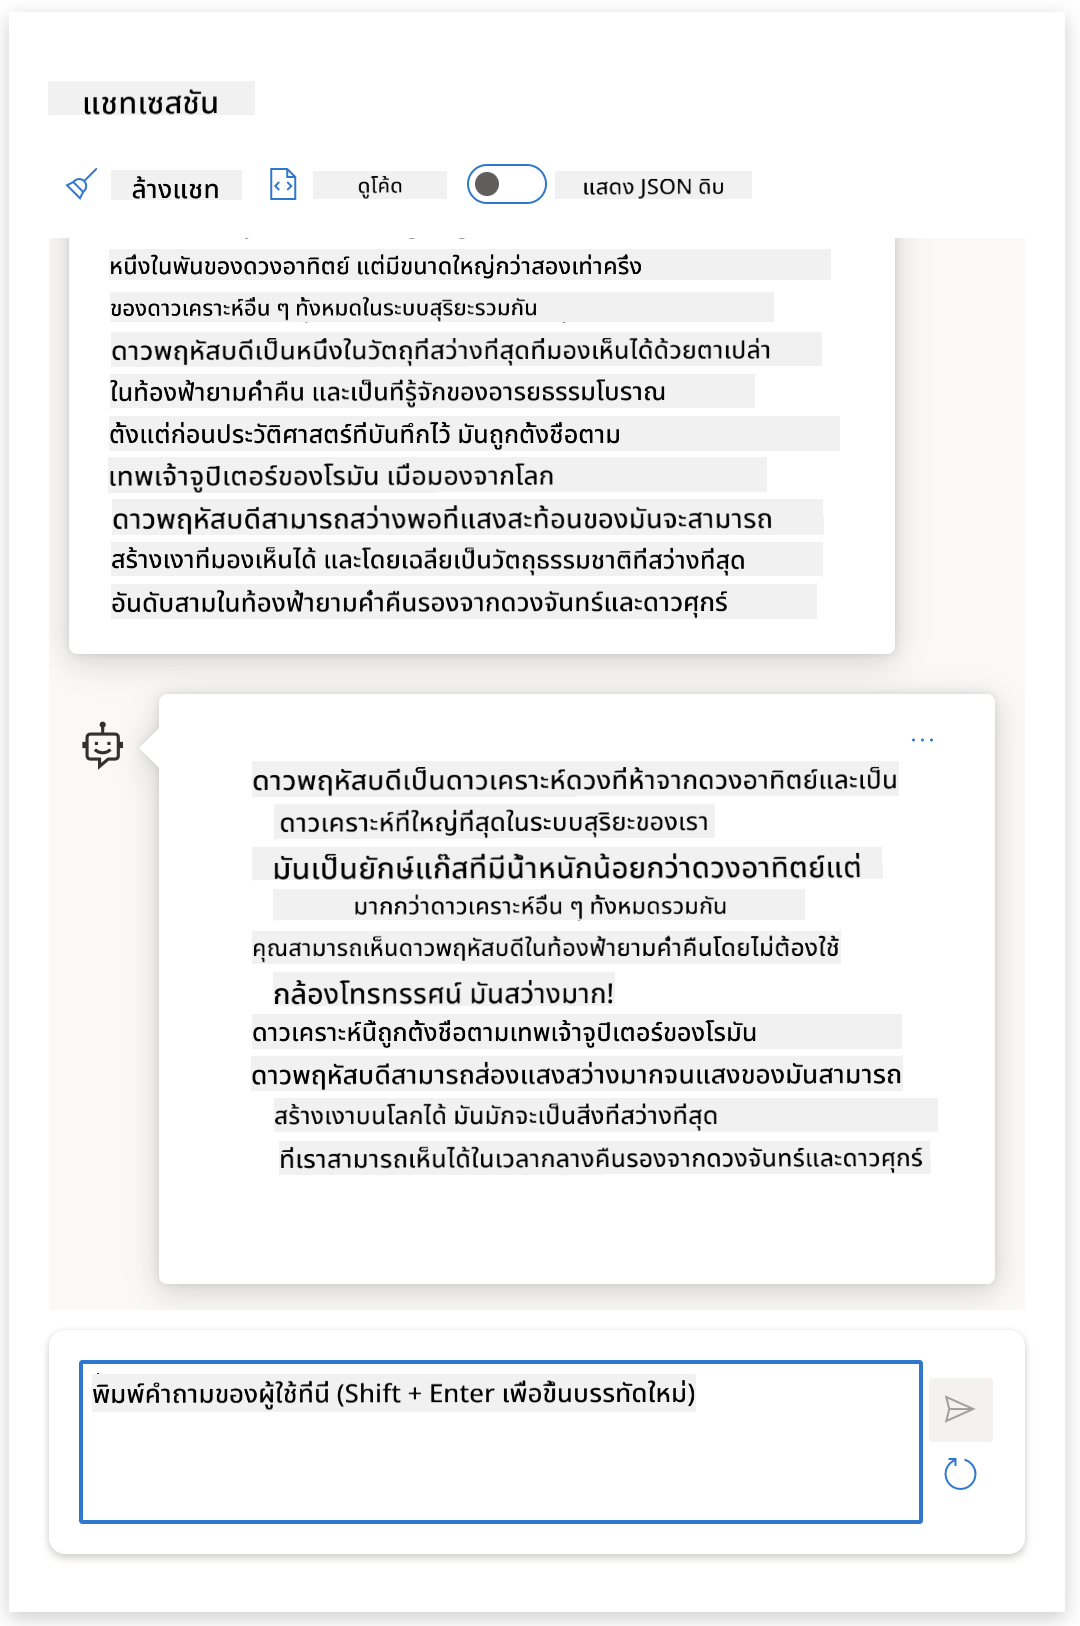 แชทเซสชัน
ล้างแชท
ดูโค้ด
แสดง JSON ดิบ
หนึ่งในพันของดวงอาทิตย์ แต่มีขนาดใหญ่กว่าสองเท่าครึ่ง
ของดาวเคราะห์อื่น ๆ ทั้งหมดในระบบสุริยะรวมกัน
ดาวพฤหัสบดีเป็นหนึ่งในวัตถุที่สว่างที่สุดที่มองเห็นได้ด้วยตาเปล่า
ในท้องฟ้ายามค่ำคืน และเป็นที่รู้จักของอารยธรรมโบราณ
ตั้งแต่ก่อนประวัติศาสตร์ที่บันทึกไว้ มันถูกตั้งชื่อตาม
เทพเจ้าจูปิเตอร์ของโรมัน เมื่อมองจากโลก
ดาวพฤหัสบดีสามารถสว่างพอที่แสงสะท้อนของมันจะสามารถ
สร้างเงาที่มองเห็นได้ และโดยเฉลี่ยเป็นวัตถุธรรมชาติที่สว่างที่สุด
อันดับสามในท้องฟ้ายามค่ำคืนรองจากดวงจันทร์และดาวศุกร์
ดาวพฤหัสบดีเป็นดาวเคราะห์ดวงที่ห้าจากดวงอาทิตย์และเป็น
ดาวเคราะห์ที่ใหญ่ที่สุดในระบบสุริยะของเรา
มันเป็นยักษ์แก๊สที่มีน้ำหนักน้อยกว่าดวงอาทิตย์แต่
มากกว่าดาวเคราะห์อื่น ๆ ทั้งหมดรวมกัน
คุณสามารถเห็นดาวพฤหัสบดีในท้องฟ้ายามค่ำคืนโดยไม่ต้องใช้
กล้องโทรทรรศน์ มันสว่างมาก!
ดาวเคราะห์นี้ถูกตั้งชื่อตามเทพเจ้าจูปิเตอร์ของโรมัน
ดาวพฤหัสบดีสามารถส่องแสงสว่างมากจนแสงของมันสามารถ
สร้างเงาบนโลกได้ มันมักจะเป็นสิ่งที่สว่างที่สุด
ที่เราสามารถเห็นได้ในเวลากลางคืนรองจากดวงจันทร์และดาวศุกร์
พิมพ์คำถามของผู้ใช้ที่นี่ (Shift + Enter เพื่อขึ้นบรรทัดใหม่)